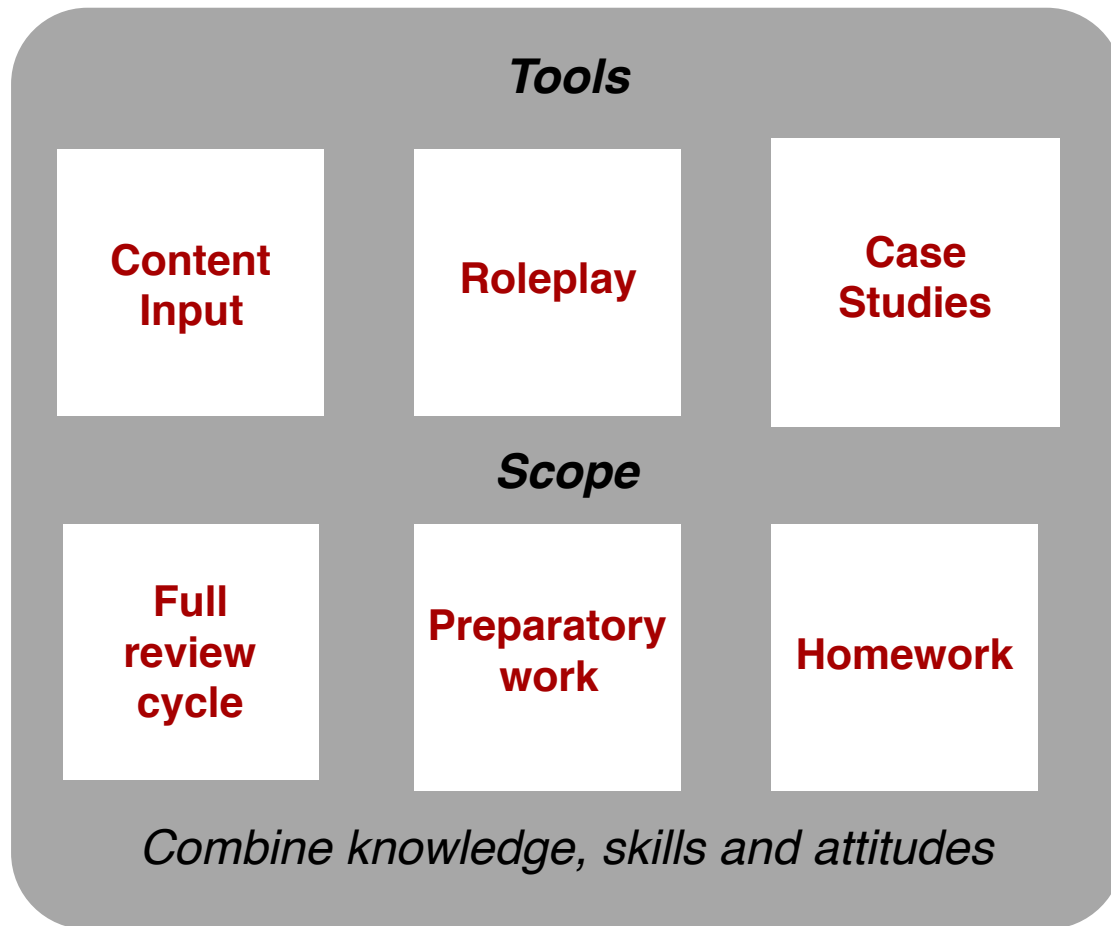 Tools
Content
Input
Roleplay
Case
Studies
Scope
Full
review
cycle
Preparatory
work
Homework
Combine knowledge, skills and attitudes